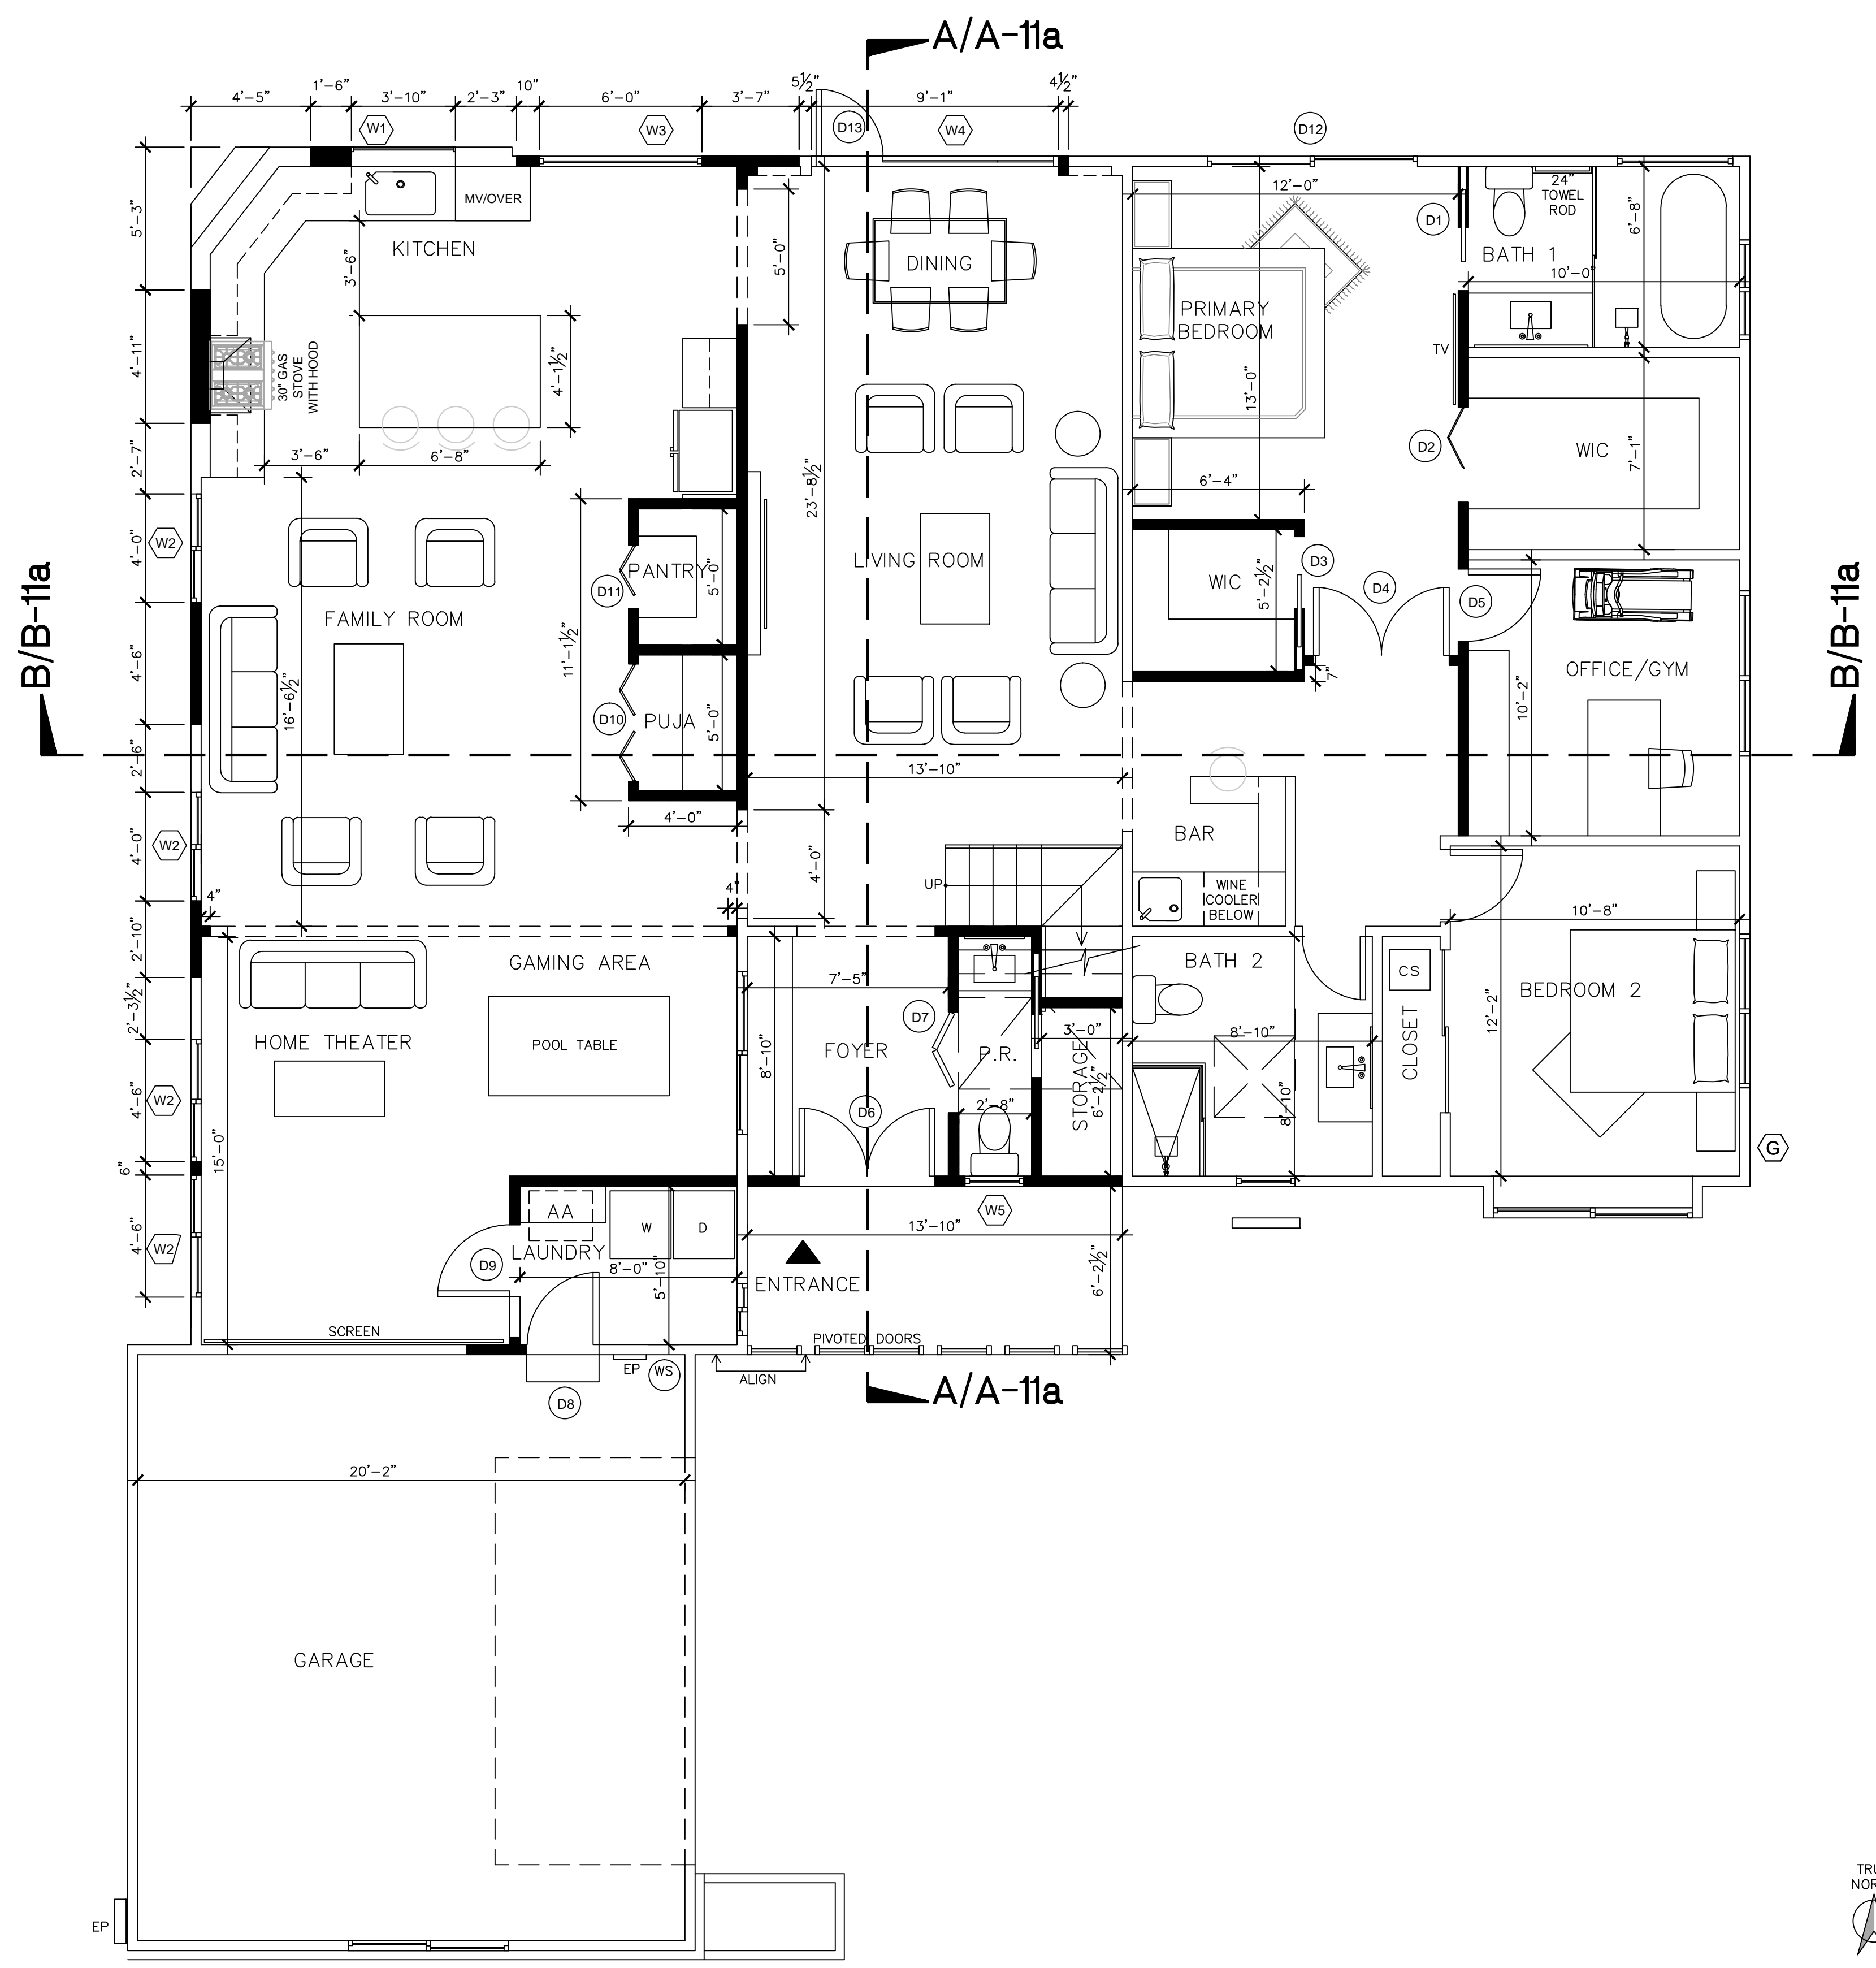 A/A-11a
4'-5"
1'-6"
3'-10"
2'-3"
10"
6'-0"
3'-7"
5½"
9'-1"
4½"
W1
W3
D13
W4
D12
5'-3"
4'-11"
2'-7"
4'-0"
4'-6"
2'-6"
4'-0"
2'-10"
2'-3½"
4'-6"
6"
4'-6"
W2
W2
W2
W2
B/B-11a
B/B-11a
MV/OVER
KITCHEN
3'-6"
30" GAS
STOVE
WITH HOOD
4'-1½"
3'-6"
6'-8"
5'-0"
DINING
12'-0"
D1
24"
TOWEL
ROD
6'-8"
BATH 1
10'-0"
PRIMARY
BEDROOM
13'-0"
TV
D2
WIC
7'-1"
6'-4"
23'-8½"
11'-1½"
PANTRY
5'-0"
D11
LIVING ROOM
WIC
5'-2½"
D3
D4
D5
7"
FAMILY ROOM
16'-6½"
D10
PUJA
5'-0"
OFFICE/GYM
10'-2"
13'-10"
4'-0"
4'-0"
BAR
UP
WINE
COOLER
BELOW
4"
4"
10'-8"
GAMING AREA
7'-5"
BATH 2
CS
BEDROOM 2
12'-2"
HOME THEATER
POOL TABLE
8'-10"
FOYER
D7
P.R.
3'-0"
STORAGE
6'-2½"
8'-10"
8'-10"
CLOSET
2'-8"
D6
15'-0"
G
AA
W
D
LAUNDRY
D9
8'-0"
5'-10"
W5
13'-10"
ENTRANCE
6'-2½"
SCREEN
PIVOTED DOORS
EP
WS
ALIGN
D8
A/A-11a
20'-2"
GARAGE
EP